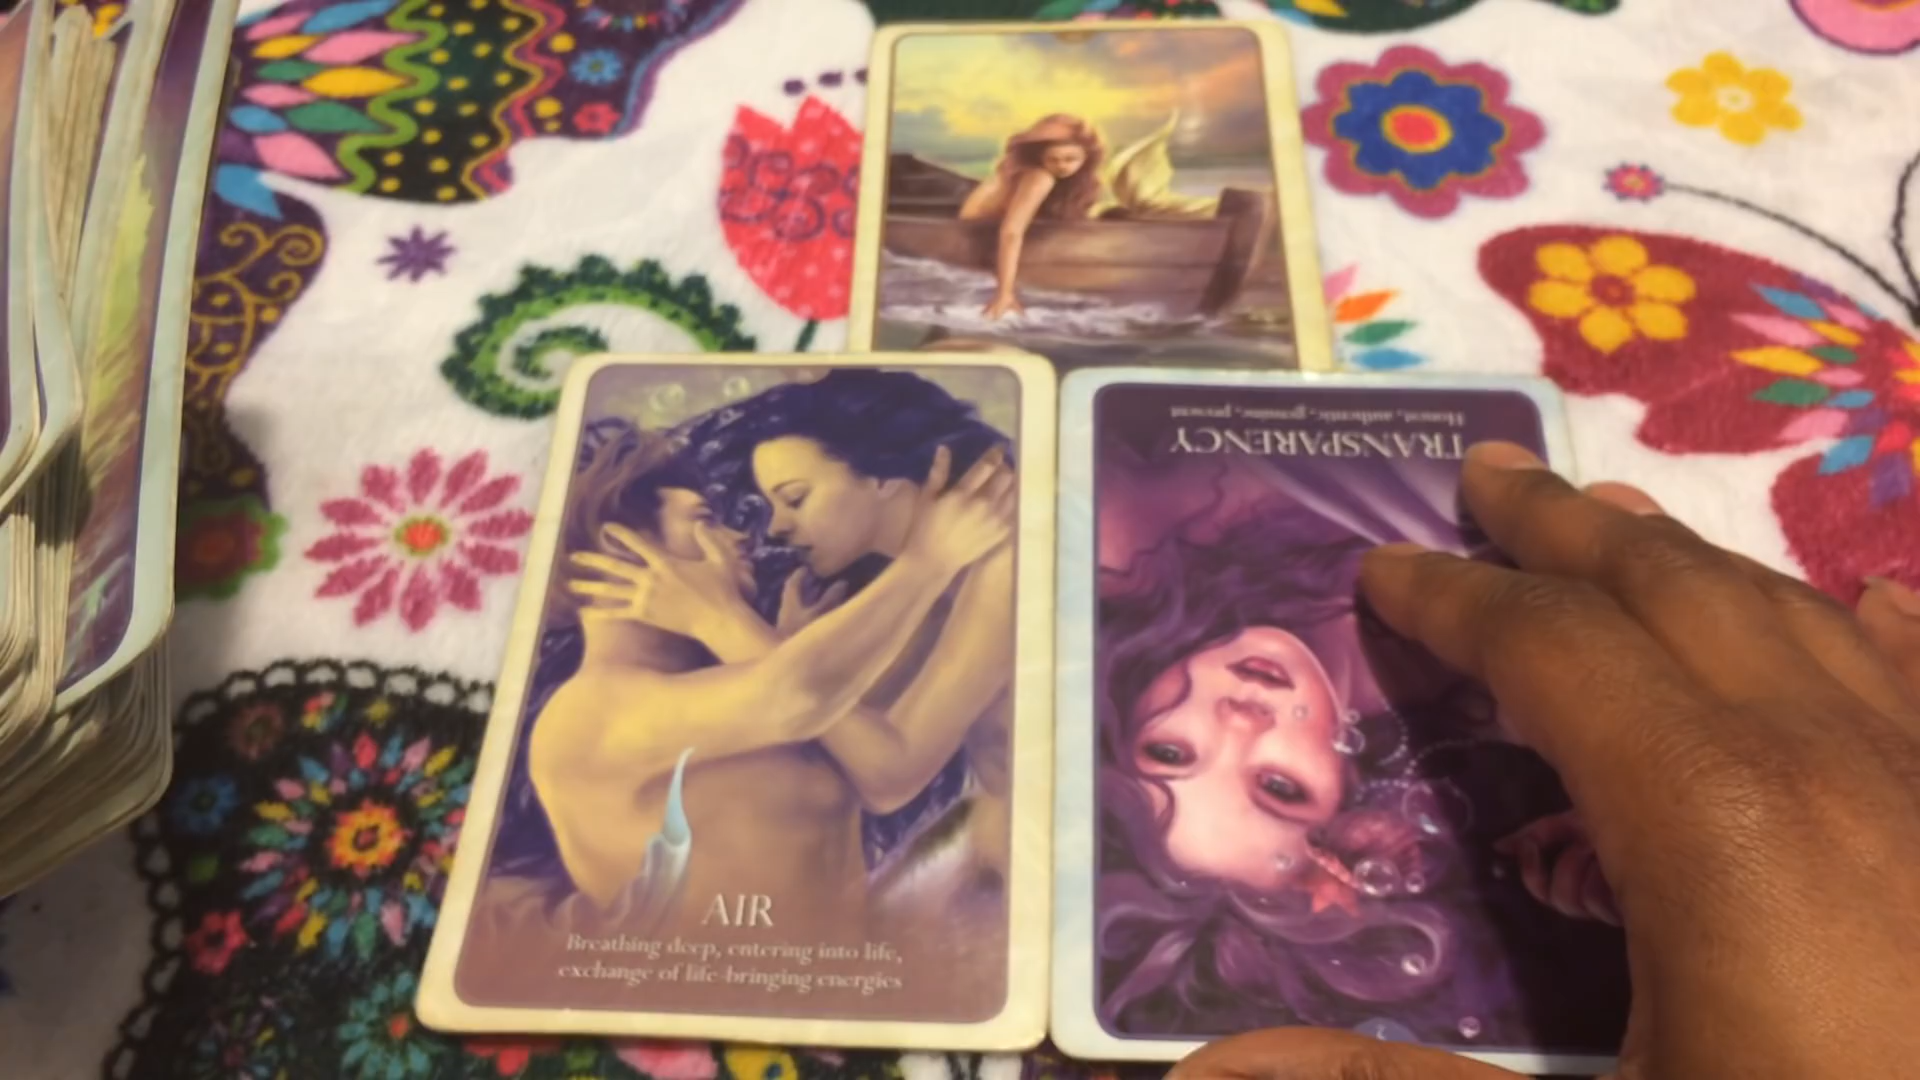 Honest, authentic, genuine, present
TRANSPARENCY
AIR
Breathing deep, entering into life,
exchange of life-bringing energies